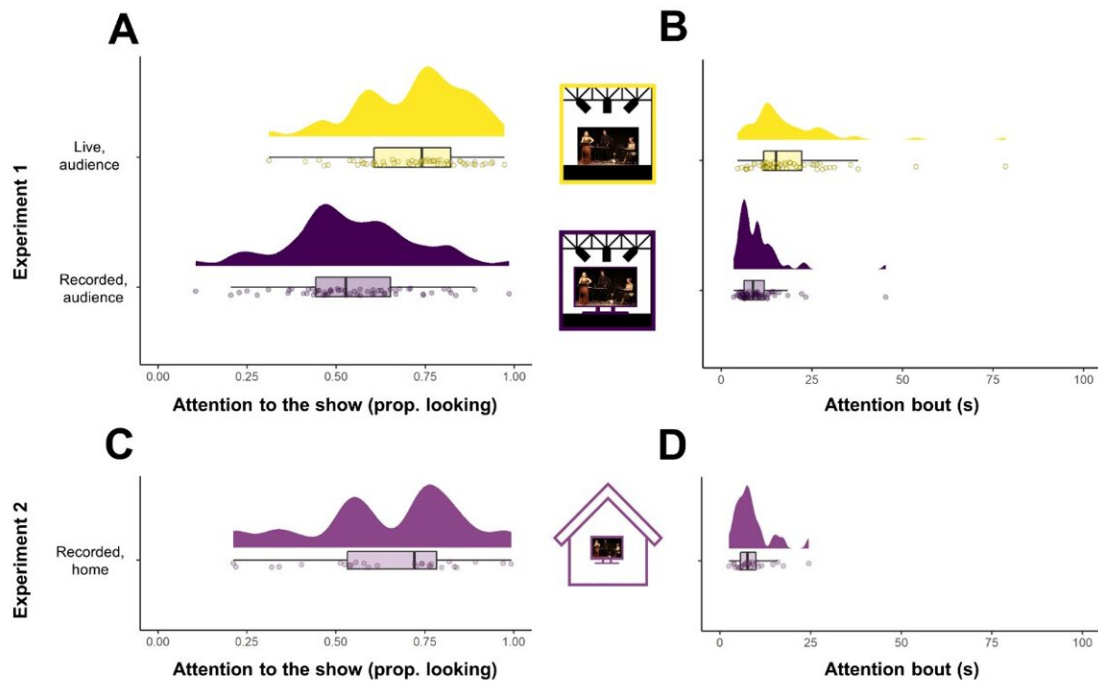 A
B
Experiment 1
Live,
audience
Recorded,
audience
0.00 0.25 0.50 0.75 1.00
0 25 50 75 100
Attention to the show (prop. looking)
Attention bout (s)
C
D
Experiment 2
Recorded,
home
0.00 0.25 0.50 0.75 1.00
0 25 50 75 100
Attention to the show (prop. looking)
Attention bout (s)